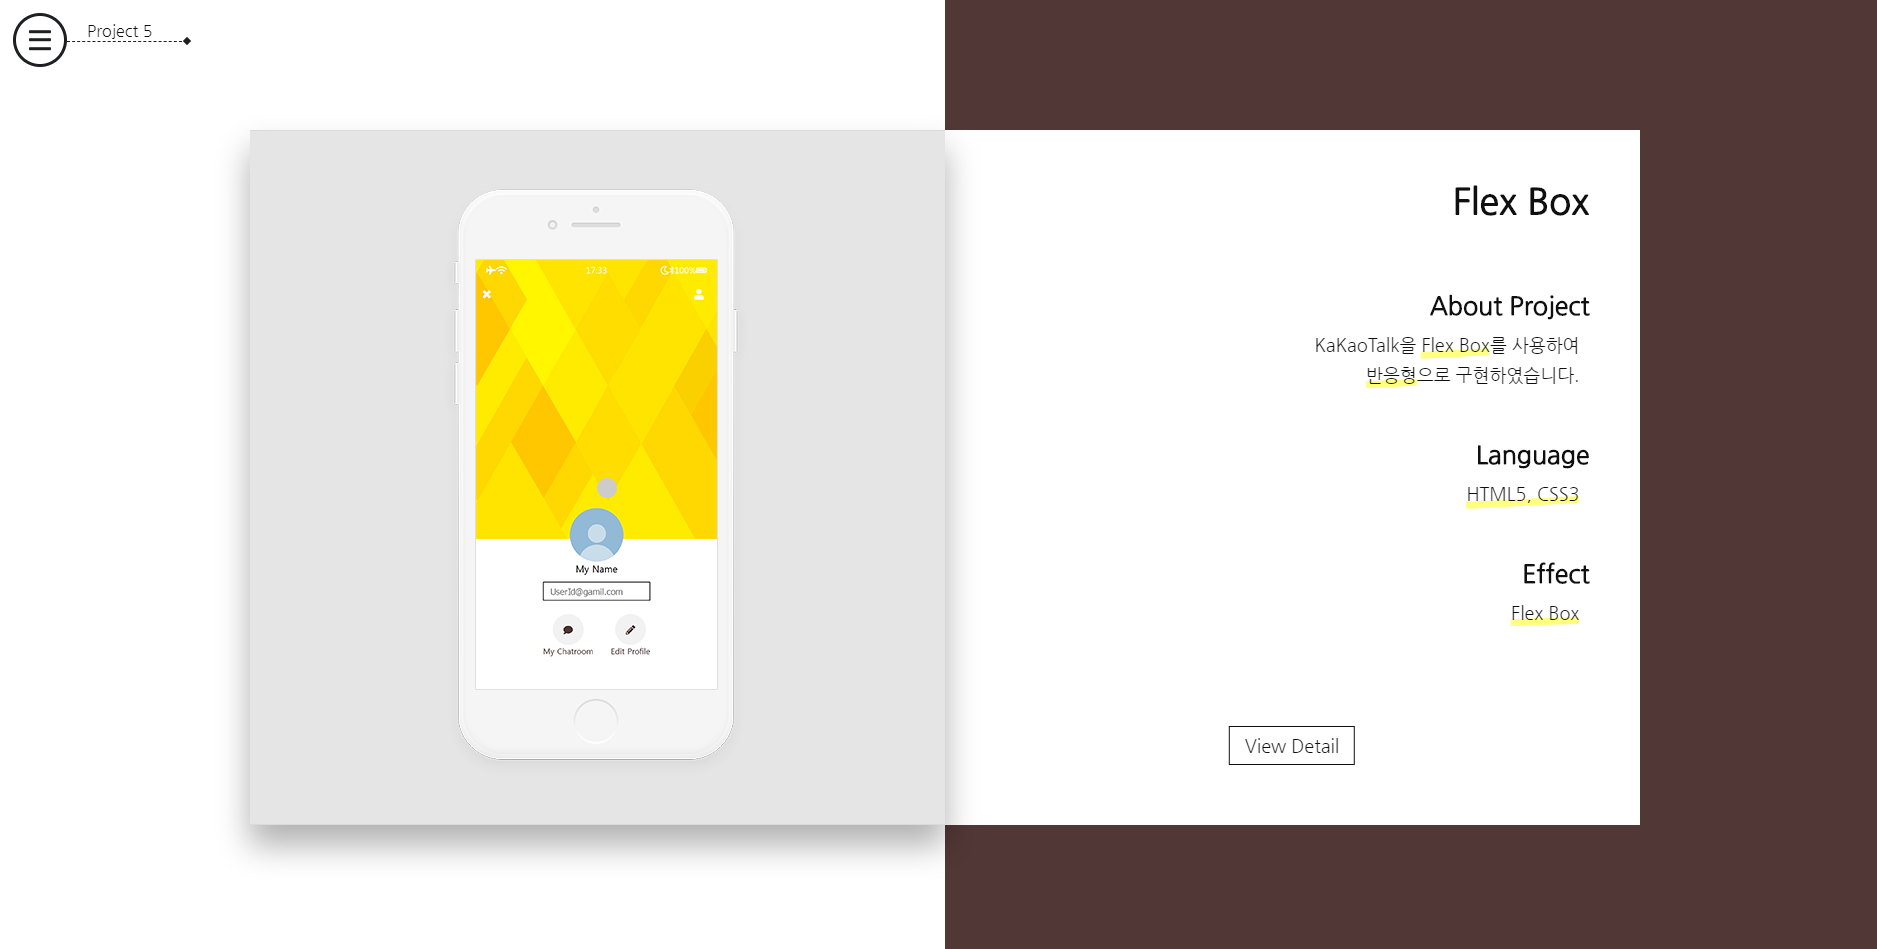 Project 5
17:33
$100%
My Name
UserId@gamil.com
My Chatroom
Edit Profile
Flex Box
About Project
KaKaoTalk을 Flex Box를 사용하여
반응형으로 구현하였습니다.
Language
HTML5, CSS3
Effect
Flex Box
View Detail